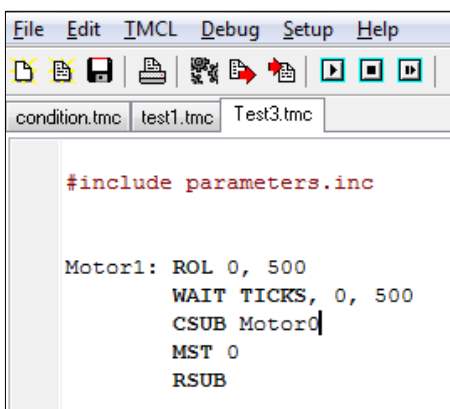 File Edit TMCL Debug Setup Help
condition.tmc test1.tmc Test3.tmc
#include parameters.inc
Motor1: ROL 0, 500
WAIT TICKS, 0, 500
CSUB Motor0
MST 0
RSUB